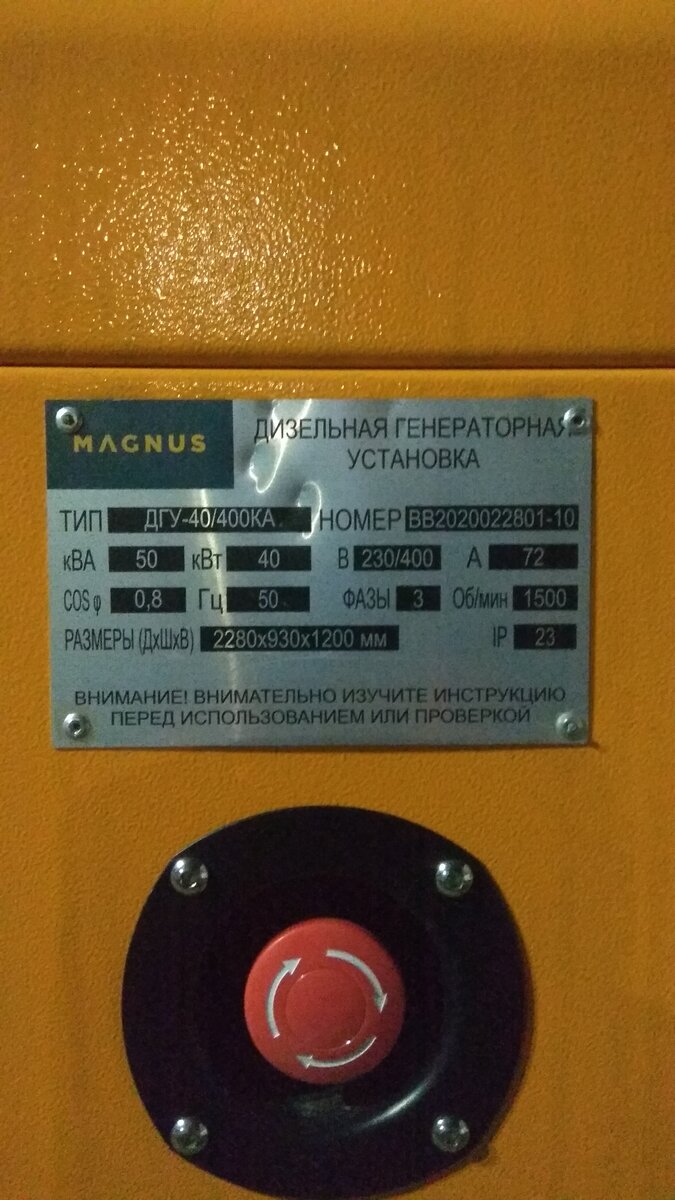 MAGNUS
ДИЗЕЛЬНАЯ ГЕНЕРАТОРНАЯ
УСТАНОВКА
ТИП ДГУ-40/400КА НОМЕР BB2020022801-10
кВА 50 кВт 40 В 230/400 А 72
COS φ 0,8 Гц 50 ФАЗЫ 3 Об/мин 1500
РАЗМЕРЫ (ДхШхВ) 2280х930х1200 мм IP 23
ВНИМАНИЕ! ВНИМАТЕЛЬНО ИЗУЧИТЕ ИНСТРУКЦИЮ
ПЕРЕД ИСПОЛЬЗОВАНИЕМ ИЛИ ПРОВЕРКОЙ